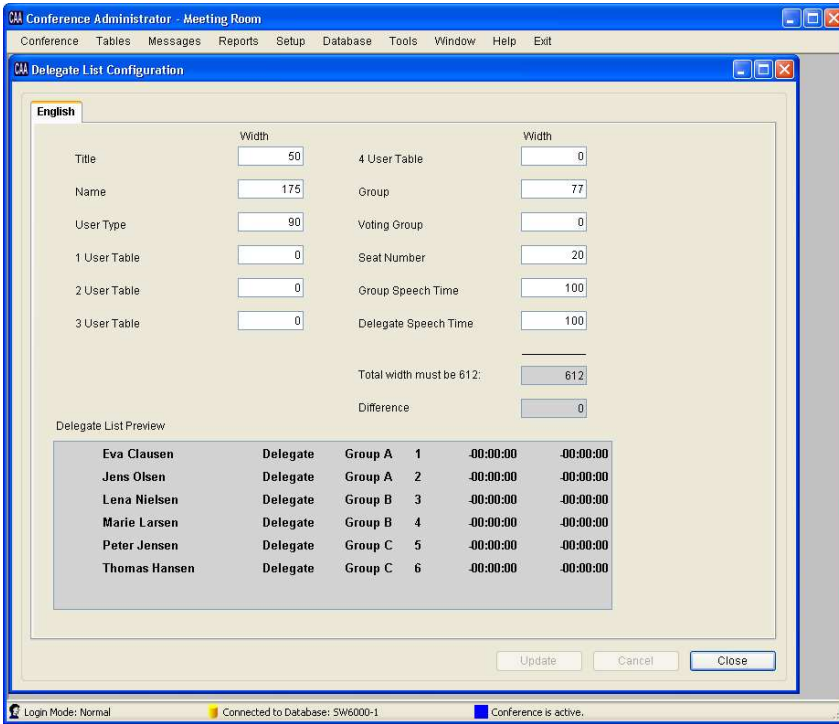 CAA Conference Administrator - Meeting Room
Conference Tables Messages Reports Setup Database Tools Window Help Exit
CAA Delegate List Configuration
English
Width Width
Title 50 4 User Table 0
Name 175 Group 77
User Type 90 Voting Group 0
1 User Table 0 Seat Number 20
2 User Table 0 Group Speech Time 100
3 User Table 0 Delegate Speech Time 100
Total width must be 612: 612
Difference 0
Delegate List Preview
Eva Clausen Delegate Group A 1 -00:00:00 -00:00:00
Jens Olsen Delegate Group A 2 -00:00:00 -00:00:00
Lena Nielsen Delegate Group B 3 -00:00:00 -00:00:00
Marie Larsen Delegate Group B 4 -00:00:00 -00:00:00
Peter Jensen Delegate Group C 5 -00:00:00 -00:00:00
Thomas Hansen Delegate Group C 6 -00:00:00 -00:00:00
Update Cancel Close
Login Mode: Normal Connected to Database: SW6000-1 Conference is active.